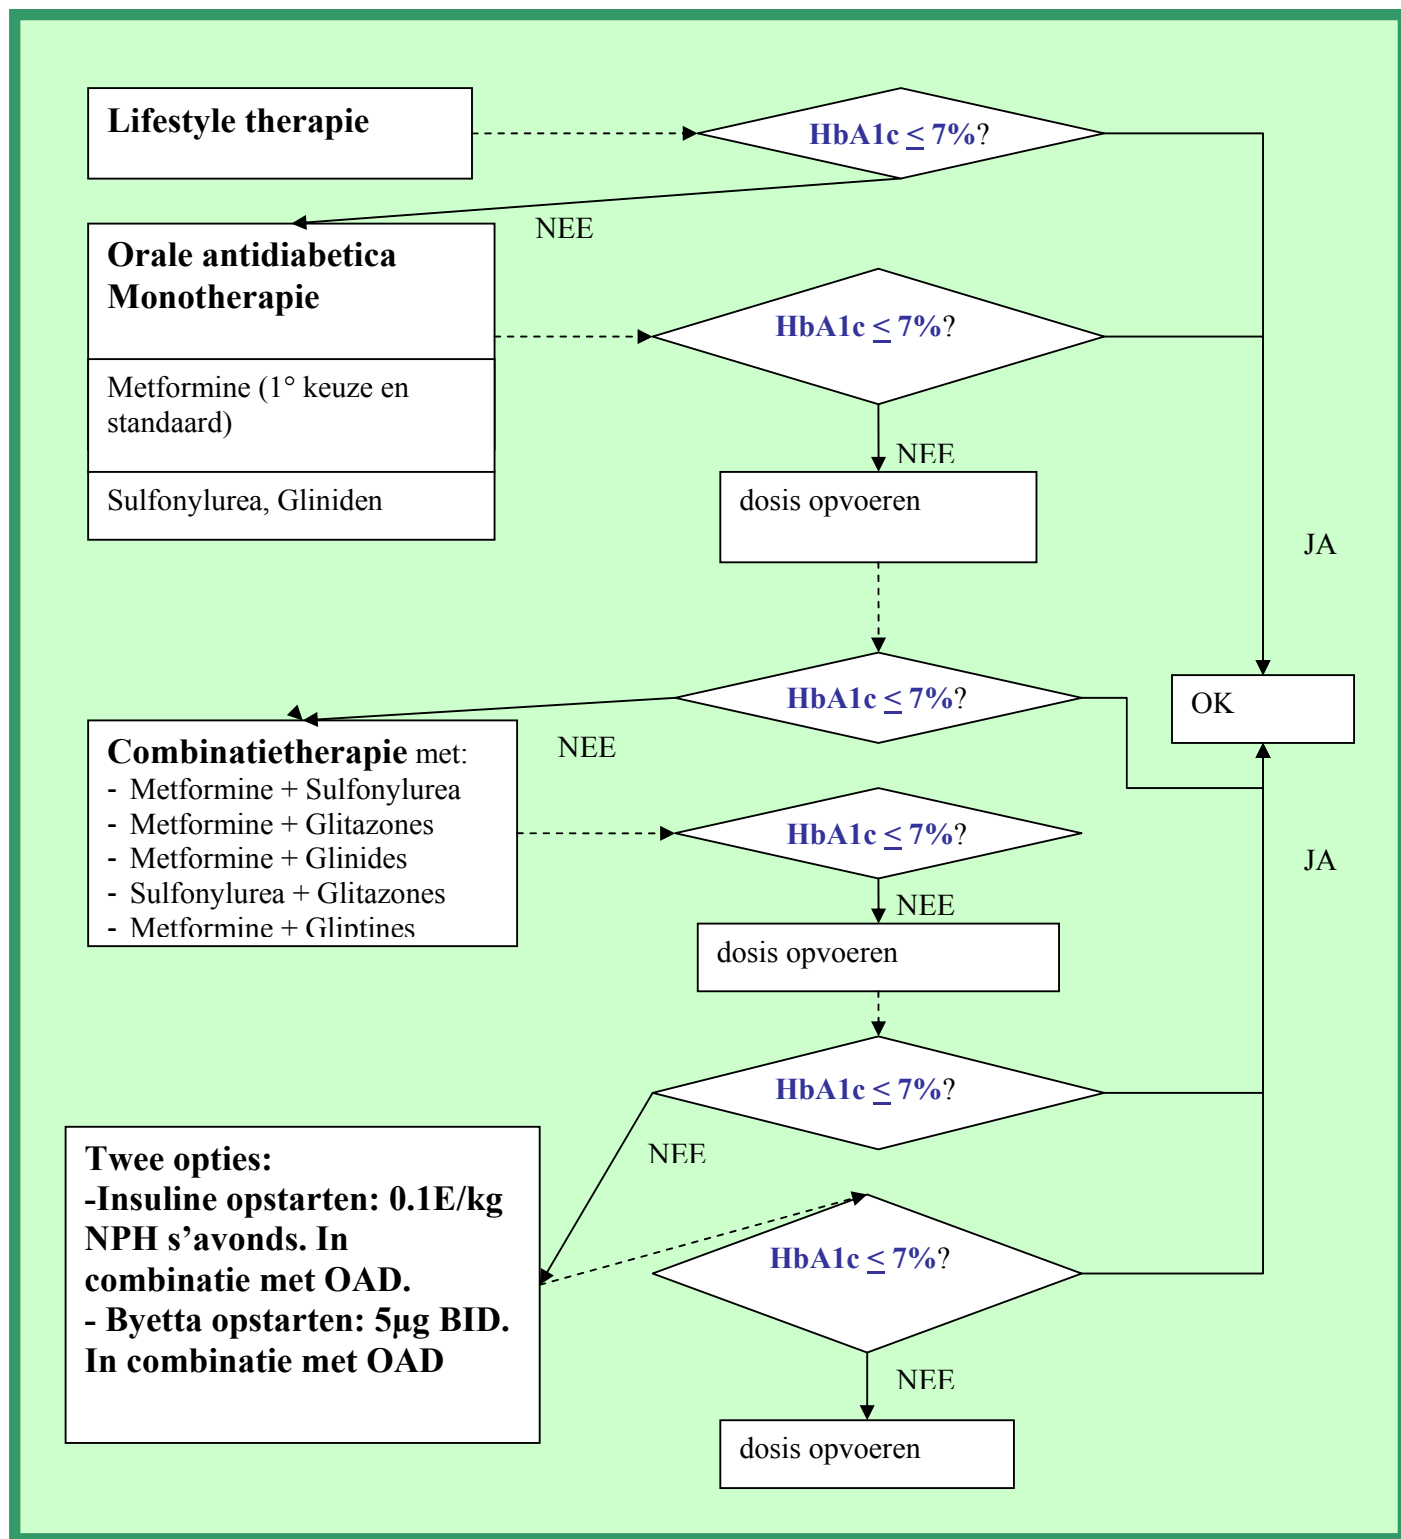 Lifestyle therapie
HbA1c ≤ 7%?
NEE
Orale antidiabetica
Monotherapie
HbA1c ≤ 7%?
Metformine (1° keuze en
standaard)
NEE
Sulfonylurea, Gliniden
dosis opvoeren
JA
HbA1c ≤ 7%?
OK
NEE
Combinatietherapie met:
- Metformine + Sulfonylurea
- Metformine + Glitazones
- Metformine + Glinides
- Sulfonylurea + Glitazones
- Metformine + Gliptines
HbA1c ≤ 7%?
JA
NEE
dosis opvoeren
HbA1c ≤ 7%?
NEE
Twee opties:
-Insuline opstarten: 0.1E/kg
NPH s’avonds. In
combinatie met OAD.
- Byetta opstarten: 5µg BID.
In combinatie met OAD
HbA1c ≤ 7%?
NEE
dosis opvoeren